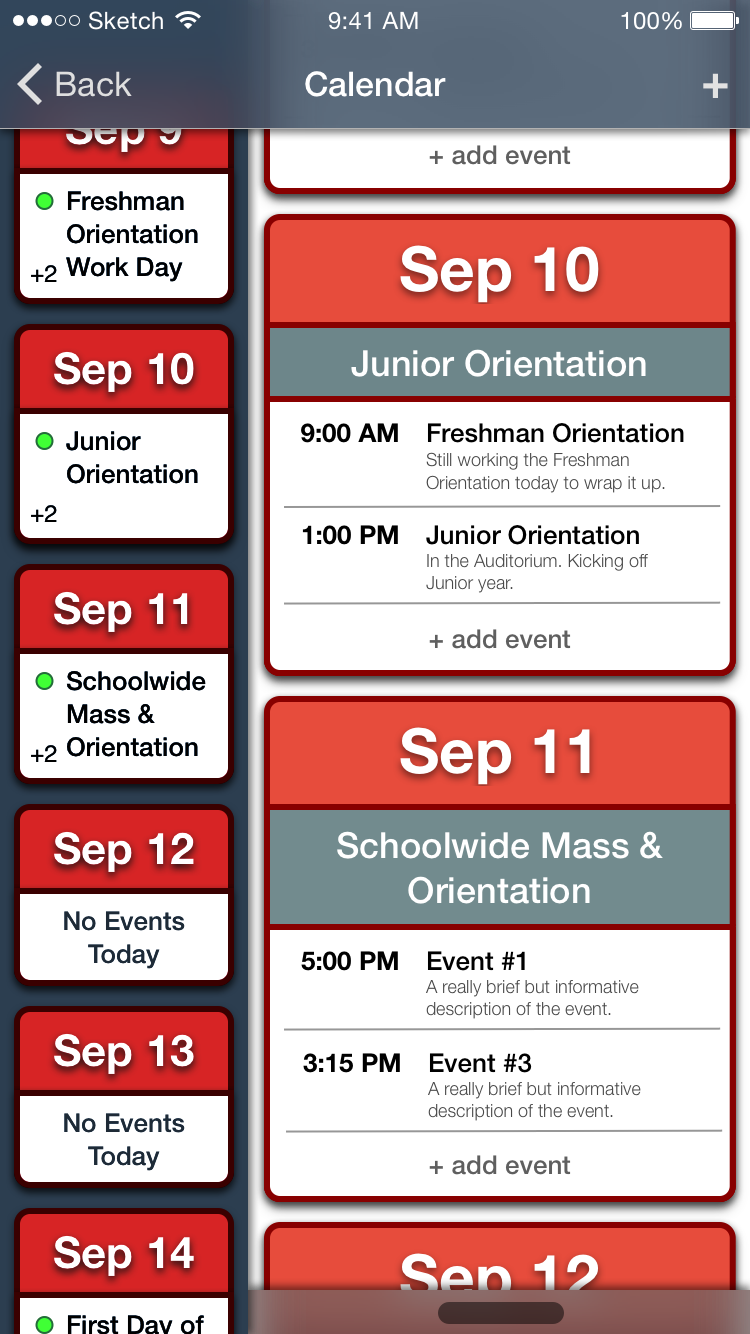 Sketch 9:41 AM 100%
Back Calendar +
Sep 9
Freshman
Orientation
+2 Work Day
Sep 10
Junior
Orientation
+2
Sep 11
Schoolwide
Mass &
+2 Orientation
Sep 12
No Events
Today
Sep 13
No Events
Today
Sep 14
First Day of
+ add event
Sep 10
Junior Orientation
9:00 AM Freshman Orientation
Still working the Freshman
Orientation today to wrap it up.
1:00 PM Junior Orientation
In the Auditorium. Kicking off
Junior year.
+ add event
Sep 11
Schoolwide Mass &
Orientation
5:00 PM Event #1
A really brief but informative
description of the event.
3:15 PM Event #3
A really brief but informative
description of the event.
+ add event
Sep 12